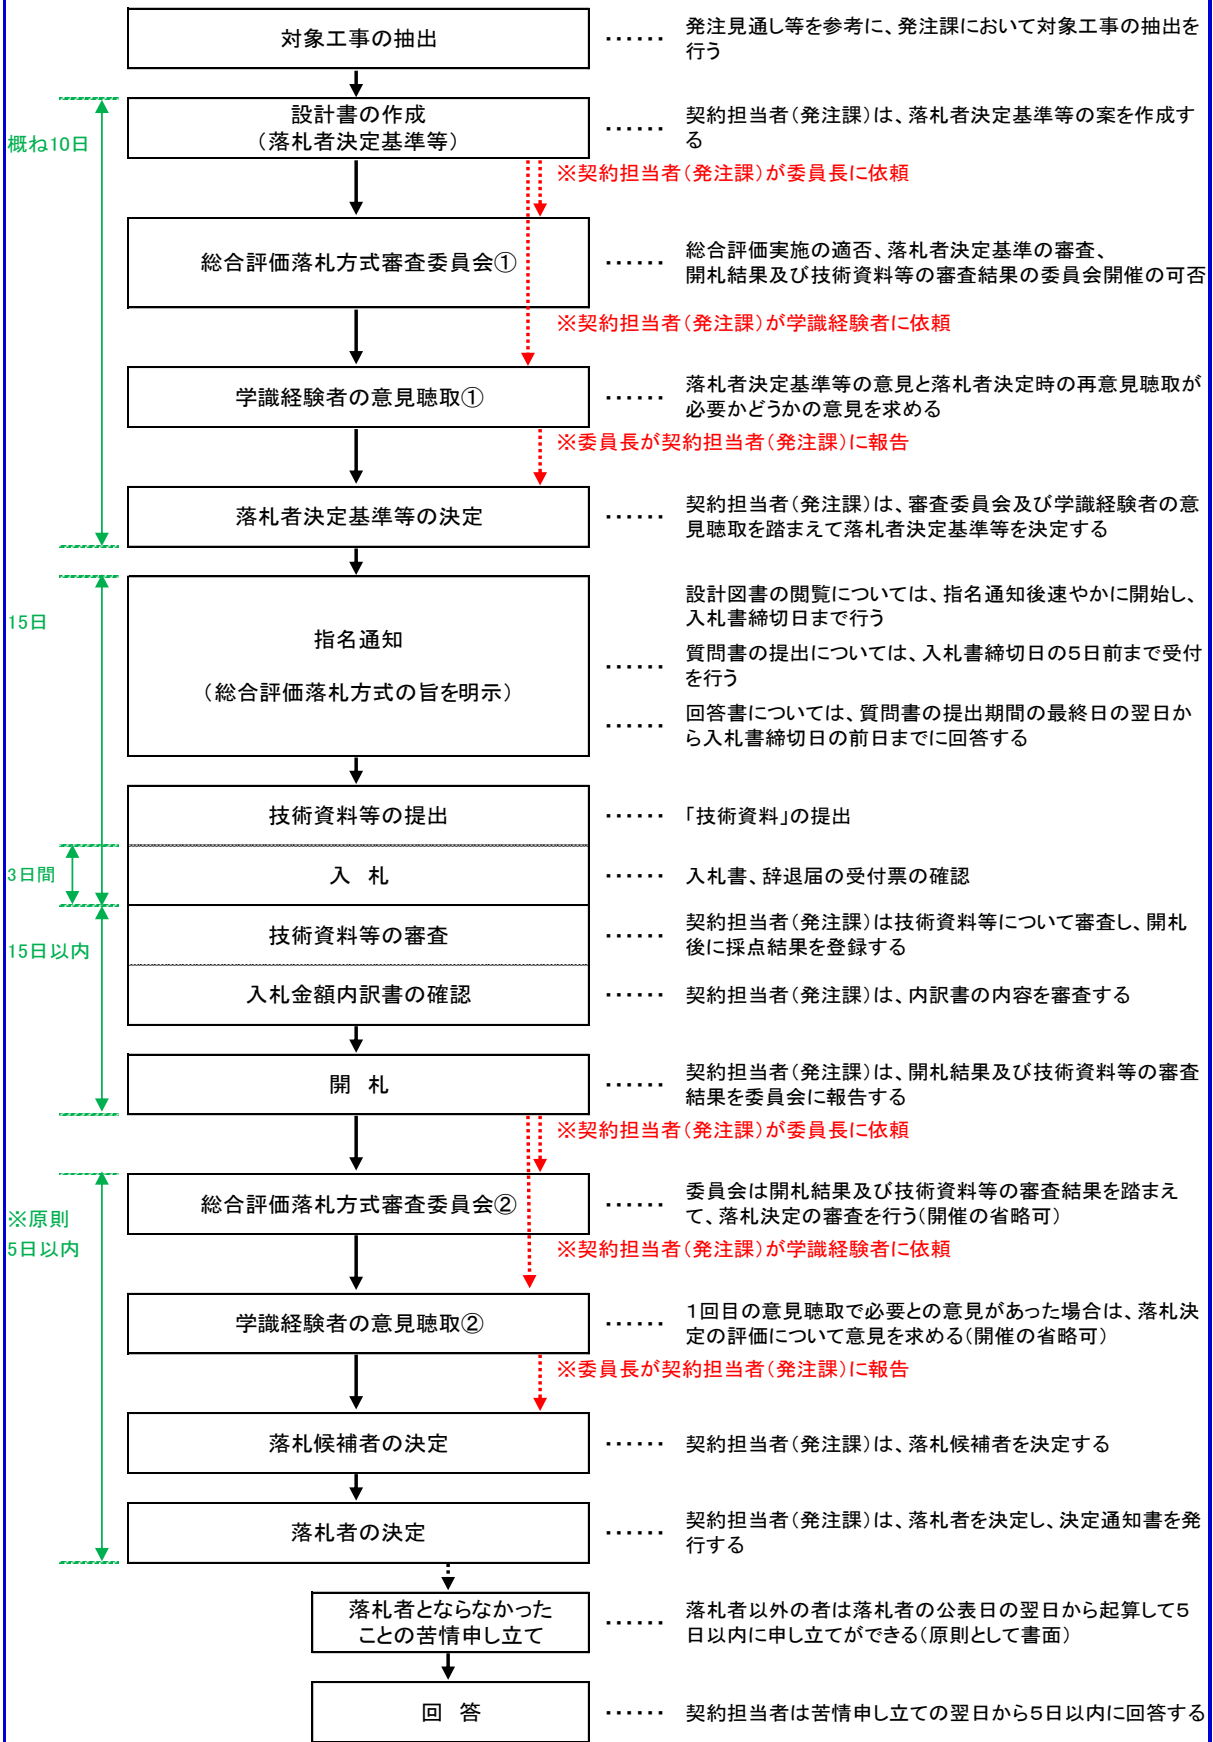 対象工事の抽出
‥‥‥
発注見通し等を参考に、発注課において対象工事の抽出を
行う
概ね10日
設計書の作成
（落札者決定基準等）
‥‥‥
契約担当者（発注課）は、落札者決定基準等の案を作成す
る
※契約担当者（発注課）が委員長に依頼
総合評価落札方式審査委員会①
‥‥‥
総合評価実施の適否、落札者決定基準の審査、
開札結果及び技術資料等の審査結果の委員会開催の可否
※契約担当者（発注課）が学識経験者に依頼
学識経験者の意見聴取①
‥‥‥
落札者決定基準等の意見と落札者決定時の再意見聴取が
必要かどうかの意見を求める
※委員長が契約担当者（発注課）に報告
落札者決定基準等の決定
‥‥‥
契約担当者（発注課）は、審査委員会及び学識経験者の意
見聴取を踏まえて落札者決定基準等を決定する
15日
指名通知
（総合評価落札方式の旨を明示）
設計図書の閲覧については、指名通知後速やかに開始し、
入札書締切日まで行う
‥‥‥
質問書の提出については、入札書締切日の５日前まで受付
を行う
‥‥‥
回答書については、質問書の提出期間の最終日の翌日か
ら入札書締切日の前日までに回答する
技術資料等の提出
‥‥‥
「技術資料」の提出
3日間
入　札
‥‥‥
入札書、辞退届の受付票の確認
15日以内
技術資料等の審査
‥‥‥
契約担当者（発注課）は技術資料等について審査し、開札
後に採点結果を登録する
入札金額内訳書の確認
‥‥‥
契約担当者（発注課）は、内訳書の内容を審査する
開　札
‥‥‥
契約担当者（発注課）は、開札結果及び技術資料等の審査
結果を委員会に報告する
※契約担当者（発注課）が委員長に依頼
※原則
5日以内
総合評価落札方式審査委員会②
‥‥‥
委員会は開札結果及び技術資料等の審査結果を踏まえ
て、落札決定の審査を行う（開催の省略可）
※契約担当者（発注課）が学識経験者に依頼
学識経験者の意見聴取②
‥‥‥
１回目の意見聴取で必要との意見があった場合は、落札決
定の評価について意見を求める（開催の省略可）
※委員長が契約担当者（発注課）に報告
落札候補者の決定
‥‥‥
契約担当者（発注課）は、落札候補者を決定する
落札者の決定
‥‥‥
契約担当者（発注課）は、落札者を決定し、決定通知書を発
行する
落札者とならなかった
ことの苦情申し立て
‥‥‥
落札者以外の者は落札者の公表日の翌日から起算して５
日以内に申し立てができる（原則として書面）
回　答
‥‥‥
契約担当者は苦情申し立ての翌日から５日以内に回答する